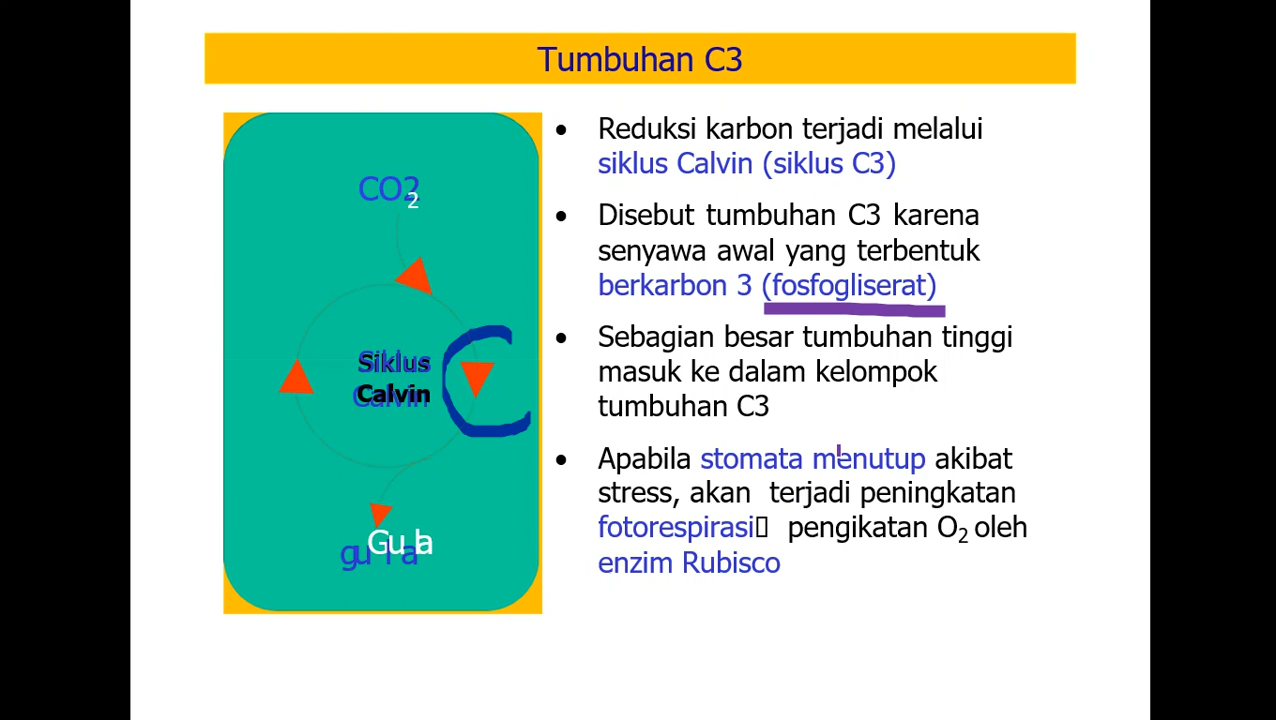 Tumbuhan C3
CO2
2
Siklus
Calvin
Gula
gula
• Reduksi karbon terjadi melalui
siklus Calvin (siklus C3)
• Disebut tumbuhan C3 karena
senyawa awal yang terbentuk
berkarbon 3 (fosfogliserat)
• Sebagian besar tumbuhan tinggi
masuk ke dalam kelompok
tumbuhan C3
• Apabila stomata menutup akibat
stress, akan terjadi peningkatan
fotorespirasi▯ pengikatan O₂ oleh
enzim Rubisco